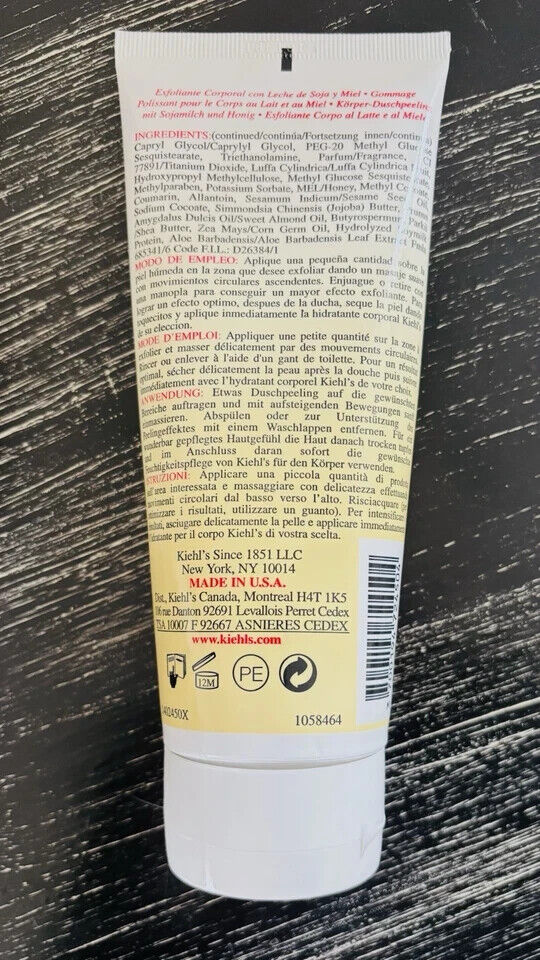 Esfoliante Corporal con Leche de Soja y Miel • Gommage
Polissant pour le Corps au Lait et au Miel • Körper-Duschpeeling
mit Sojamilch und Honig • Esfoliante Corpo al Latte e al Miele
INGREDIENTS:(continued/continúa/Fortsetzung innen/continua)
Capryl Glycol/Caprylyl Glycol, PEG-20 Methyl Glucose
Sesquistearate, Triethanolamine, Parfum/Fragrance, CI
77891/Titanium Dioxide, Luffa Cylindrica/Luffa Cylindrica
Hydroxypropyl Methylcellulose, Methyl Glucose Sesquistearate,
Methylparaben, Potassium Sorbate, MEL/Honey, Methyl
Coumarin, Allantoin, Sesamum Indicum/Sesame Seed
Sodium Cocoate, Simmondsia Chinensis (Jojoba) Butter, Prunus
Amygdalus Dulcis Oil/Sweet Almond Oil, Butyrospermum Parkii
Shea Butter, Zea Mays/Corn Germ Oil, Hydrolyzed Soymilk
Protein, Aloe Barbadensis/Aloe Barbadensis Leaf Extract
685341/6 Code F.I.L.: D26384/1
MODO DE EMPLEO: Aplique una pequeña cantidad sobre la
piel húmeda en la zona que desee exfoliar dando un masaje suave
con movimientos circulares ascendentes. Enjuague o retire con
una manopla para conseguir un mayor efecto exfoliante. Para
lograr un efecto optimo, despues de la ducha, seque la piel dando
toquecitos y aplique inmediatamente la hidratante corporal Kiehl's
de su eleccion.
MODE D'EMPLOI: Appliquer une petite quantité sur la zone à
exfolier et masser délicatement par des mouvements circulaires.
Rincer ou enlever à l'aide d'un gant de toilette. Pour un résultat
optimal, sécher délicatement la peau après la douche puis suivre
immédiatement avec l'hydratant corporel Kiehl's de votre choix.
ANWENDUNG: Etwas Duschpeeling auf die gewünschten
Bereiche auftragen und mit aufsteigenden Bewegungen
einmassieren. Abspülen oder zur Unterstützung des
Peelingeffektes mit einem Waschlappen entfernen. Für ein
wunderbar gepflegtes Hautgefühl die Haut danach trocken tupfen
und im Anschluss daran sofort die gewünschte
Feuchtigkeitspflege von Kiehl's für den Körper verwenden.
ISTRUZIONI: Applicare una piccola quantità di prodotto
sull'area interessata e massaggiare con delicatezza effettuando
movimenti circolari dal basso verso l'alto. Risciacquare (per
ottimizzare i risultati, utilizzare un guanto). Per intensificare
risultati, asciugare delicatamente la pelle e applicare immediatamente
l'idratante per il corpo Kiehl's di vostra scelta.
Kiehl's Since 1851 LLC
New York, NY 10014
MADE IN U.S.A.
Dist. Kiehl's Canada, Montreal H4T 1K5
106 rue Danton 92691 Levallois Perret Cedex
TSA 10007 F 92667 ASNIERES CEDEX
www.kiehls.com
12M
PE
1058464